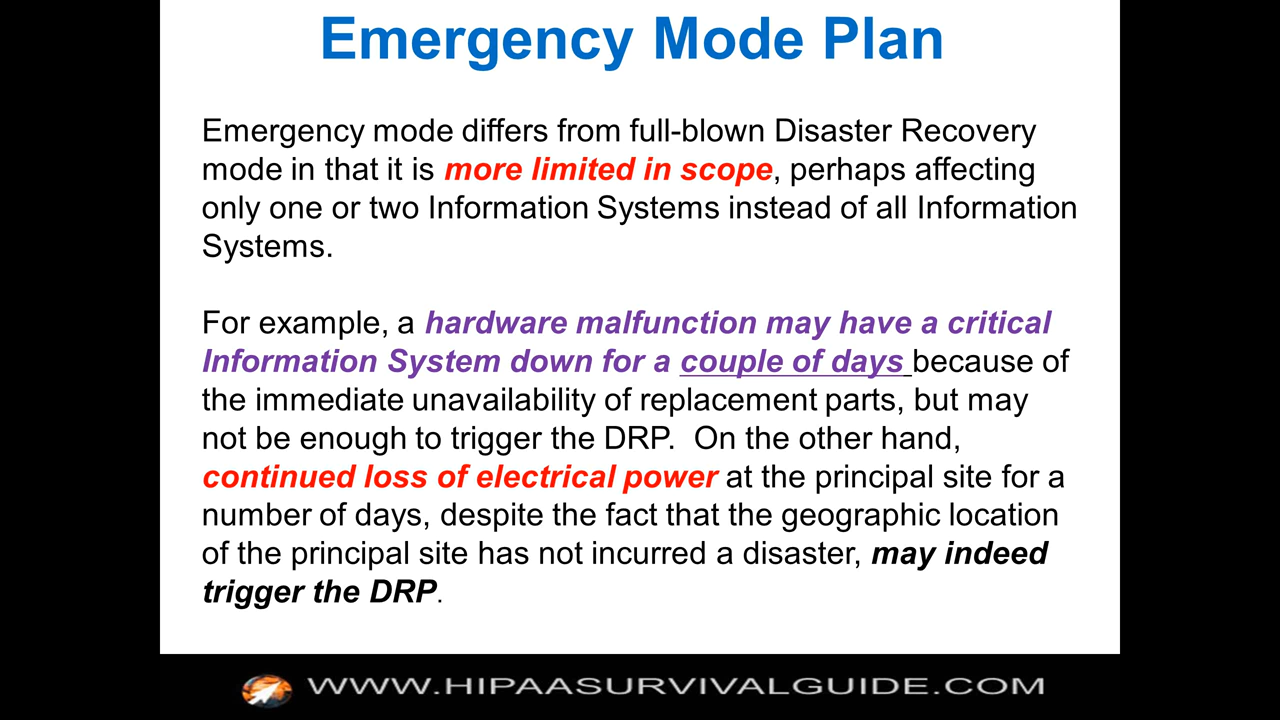 Emergency Mode Plan
Emergency mode differs from full-blown Disaster Recovery
mode in that it is more limited in scope, perhaps affecting
only one or two Information Systems instead of all Information
Systems.
For example, a hardware malfunction may have a critical
Information System down for a couple of days because of
the immediate unavailability of replacement parts, but may
not be enough to trigger the DRP.  On the other hand,
continued loss of electrical power at the principal site for a
number of days, despite the fact that the geographic location
of the principal site has not incurred a disaster, may indeed
trigger the DRP.
WWW.HIPAASURVIVALGUIDE.COM